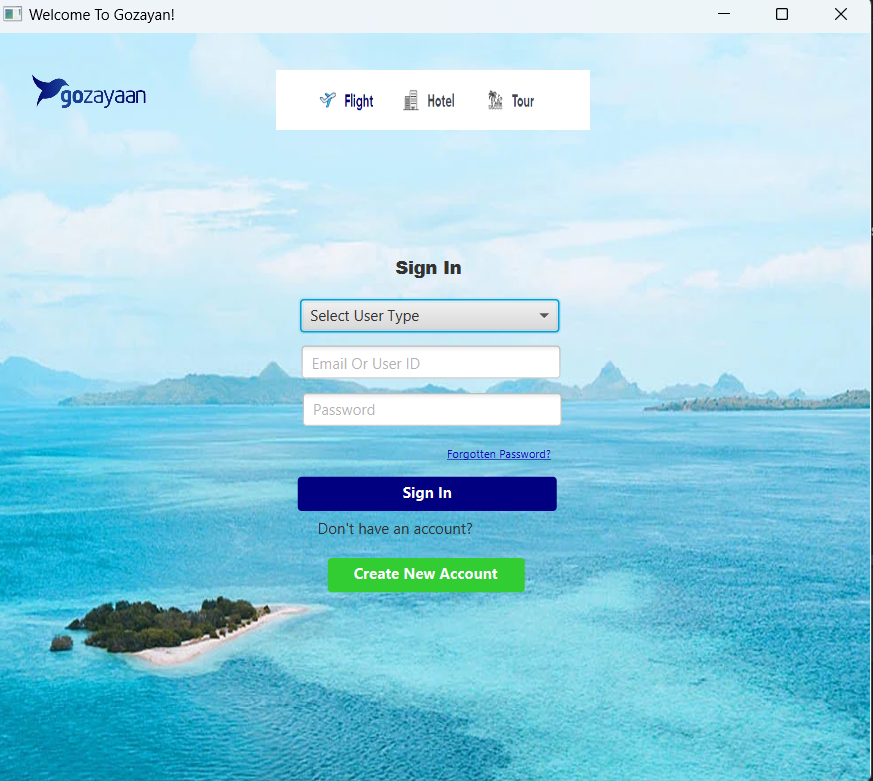 Welcome To Gozayan!
gozayaan
Flight Hotel Tour
Sign In
Select User Type
Email Or User ID
Password
Forgotten Password?
Sign In
Don't have an account?
Create New Account